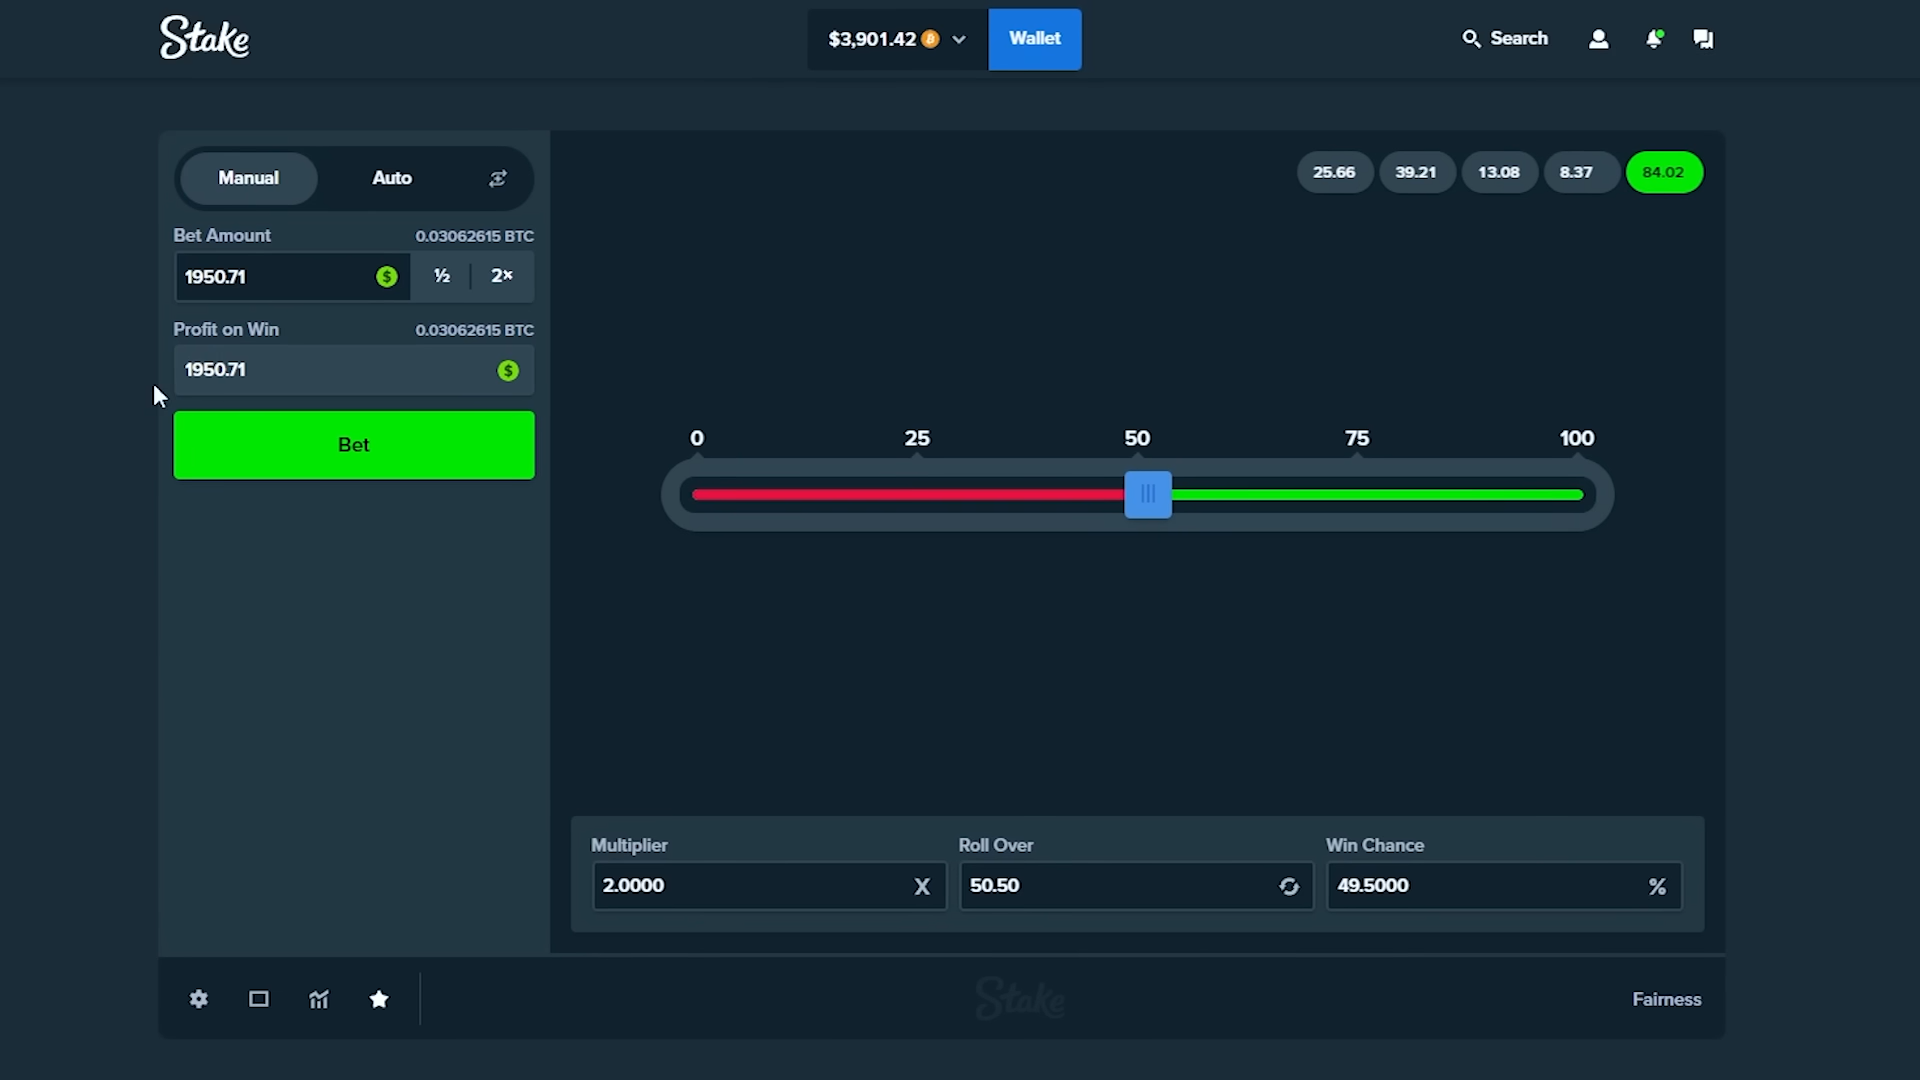 Stake
$3,901.42
Wallet
Search
Manual
Auto
25.66
39.21
13.08
8.37
84.02
Bet Amount
0.03062615 BTC
1950.71
$
½
2×
Profit on Win
0.03062615 BTC
1950.71
$
Bet
0
25
50
75
100
Multiplier
Roll Over
Win Chance
2.0000
X
50.50
49.5000
%
Stake
Fairness